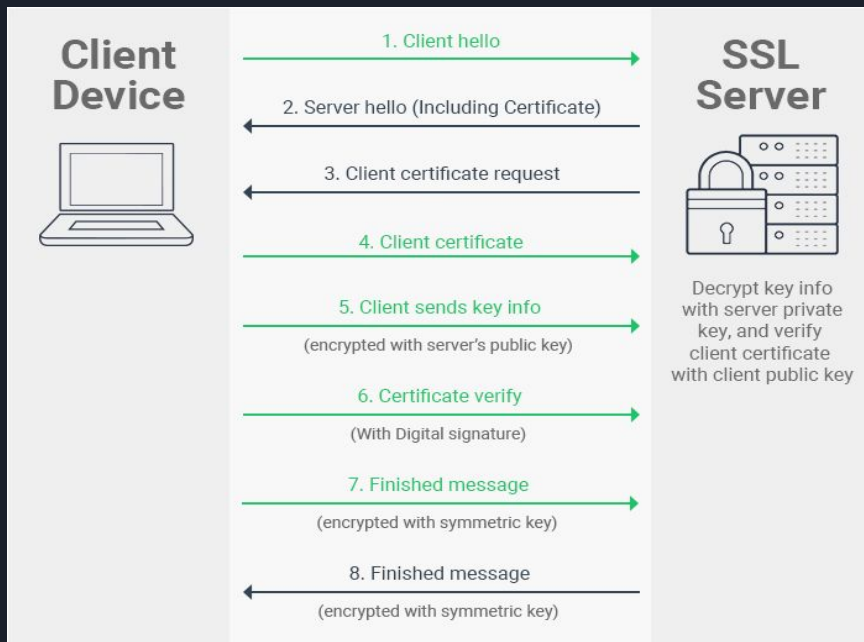 Client
Device
1. Client hello
2. Server hello (Including Certificate)
3. Client certificate request
4. Client certificate
5. Client sends key info
(encrypted with server's public key)
6. Certificate verify
(With Digital signature)
7. Finished message
(encrypted with symmetric key)
8. Finished message
(encrypted with symmetric key)
SSL
Server
Decrypt key info
with server private
key, and verify
client certificate
with client public key